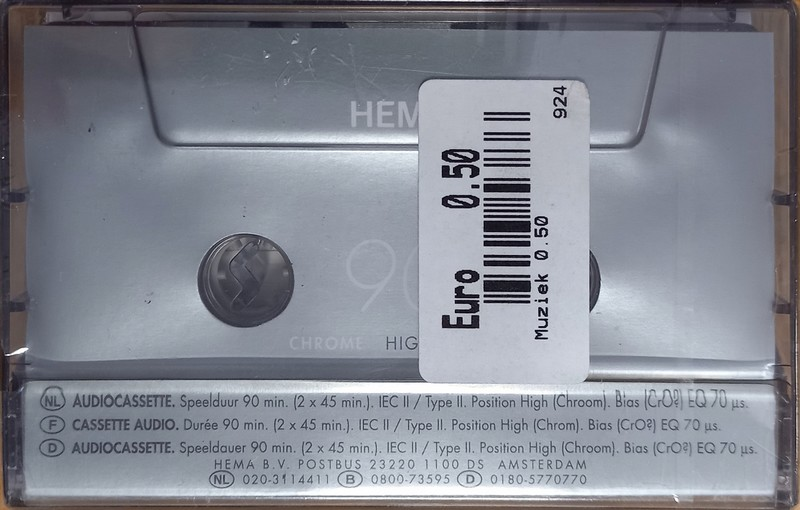 HEM
90
CHROME HIG
924
Euro 0.50
Muziek 0.50
NL AUDIOCASSETTE. Speelduur 90 min. (2 x 45 min.). IEC II / Type II. Position High (Chroom). Bias (CrO2) EQ 70 µs.
F CASSETTE AUDIO. Durée 90 min. (2 x 45 min.). IEC II / Type II. Position High (Chrom). Bias (CrO2) EQ 70 µs.
D AUDIOCASSETTE. Speeldauer 90 min. (2 x 45 min.). IEC II / Type II. Position High (Chroom). Bias (CrO2) EQ 70 µs.
HEMA B.V. POSTBUS 23220 1100 DS AMSTERDAM
NL 020-3114411 B 0800-73595 D 0180-5770770